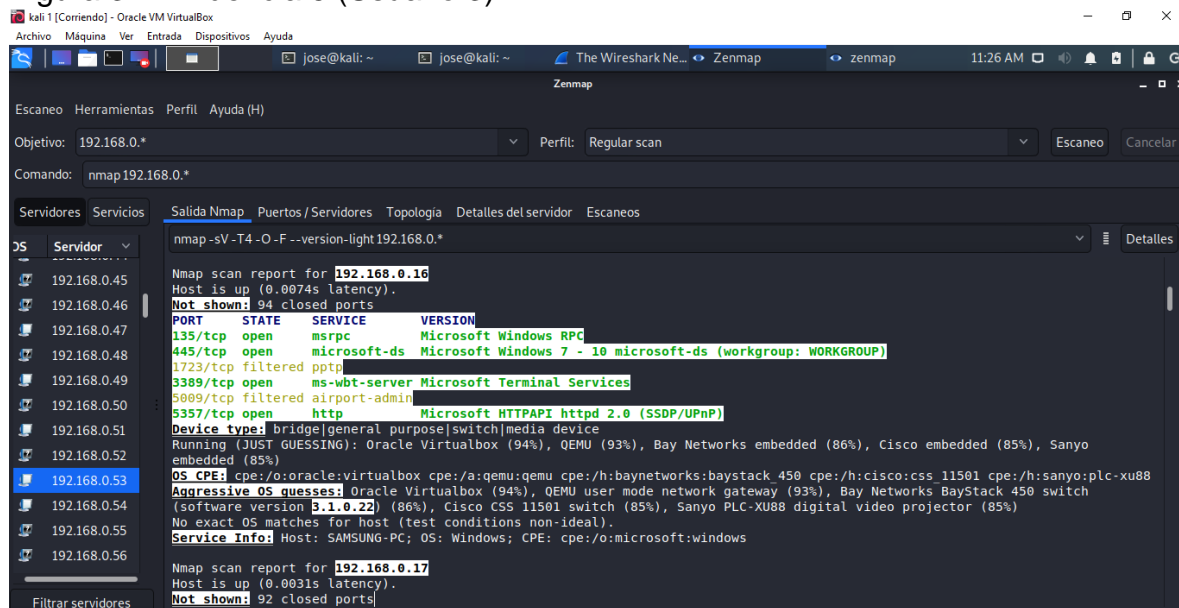 kali 1 [Corriendo] - Oracle VM VirtualBox
Archivo Máquina Ver Entrada Dispositivos Ayuda
jose@kali: ~ jose@kali: ~ The Wireshark Ne... Zenmap zenmap 11:26 AM
Zenmap
Escaneo Herramientas Perfil Ayuda (H)
Objetivo: 192.168.0.* Perfil: Regular scan Escaneo Cancelar
Comando: nmap 192.168.0.*
Servidores Servicios Salida Nmap Puertos / Servidores Topología Detalles del servidor Escaneos
OS Servidor nmap -sV -T4 -O -F --version-light 192.168.0.* Detalles
192.168.0.45
192.168.0.46
192.168.0.47
192.168.0.48
192.168.0.49
192.168.0.50
192.168.0.51
192.168.0.52
192.168.0.53
192.168.0.54
192.168.0.55
192.168.0.56
Filtrar servidores
Nmap scan report for 192.168.0.16
Host is up (0.0074s latency).
Not shown: 94 closed ports
PORT STATE SERVICE VERSION
135/tcp open msrpc Microsoft Windows RPC
445/tcp open microsoft-ds Microsoft Windows 7 - 10 microsoft-ds (workgroup: WORKGROUP)
1723/tcp filtered pptp
3389/tcp open ms-wbt-server Microsoft Terminal Services
5009/tcp filtered airport-admin
5357/tcp open http Microsoft HTTPAPI httpd 2.0 (SSDP/UPnP)
Device type: bridge|general purpose|switch|media device
Running (JUST GUESSING): Oracle Virtualbox (94%), QEMU (93%), Bay Networks embedded (86%), Cisco embedded (85%), Sanyo
embedded (85%)
OS CPE: cpe:/o:oracle:virtualbox cpe:/a:qemu:qemu cpe:/h:baynetworks:baystack_450 cpe:/h:cisco:css_11501 cpe:/h:sanyo:plc-xu88
Aggressive OS guesses: Oracle Virtualbox (94%), QEMU user mode network gateway (93%), Bay Networks BayStack 450 switch
(software version 3.1.0.22) (86%), Cisco CSS 11501 switch (85%), Sanyo PLC-XU88 digital video projector (85%)
No exact OS matches for host (test conditions non-ideal).
Service Info: Host: SAMSUNG-PC; OS: Windows; CPE: cpe:/o:microsoft:windows
Nmap scan report for 192.168.0.17
Host is up (0.0031s latency).
Not shown: 92 closed ports